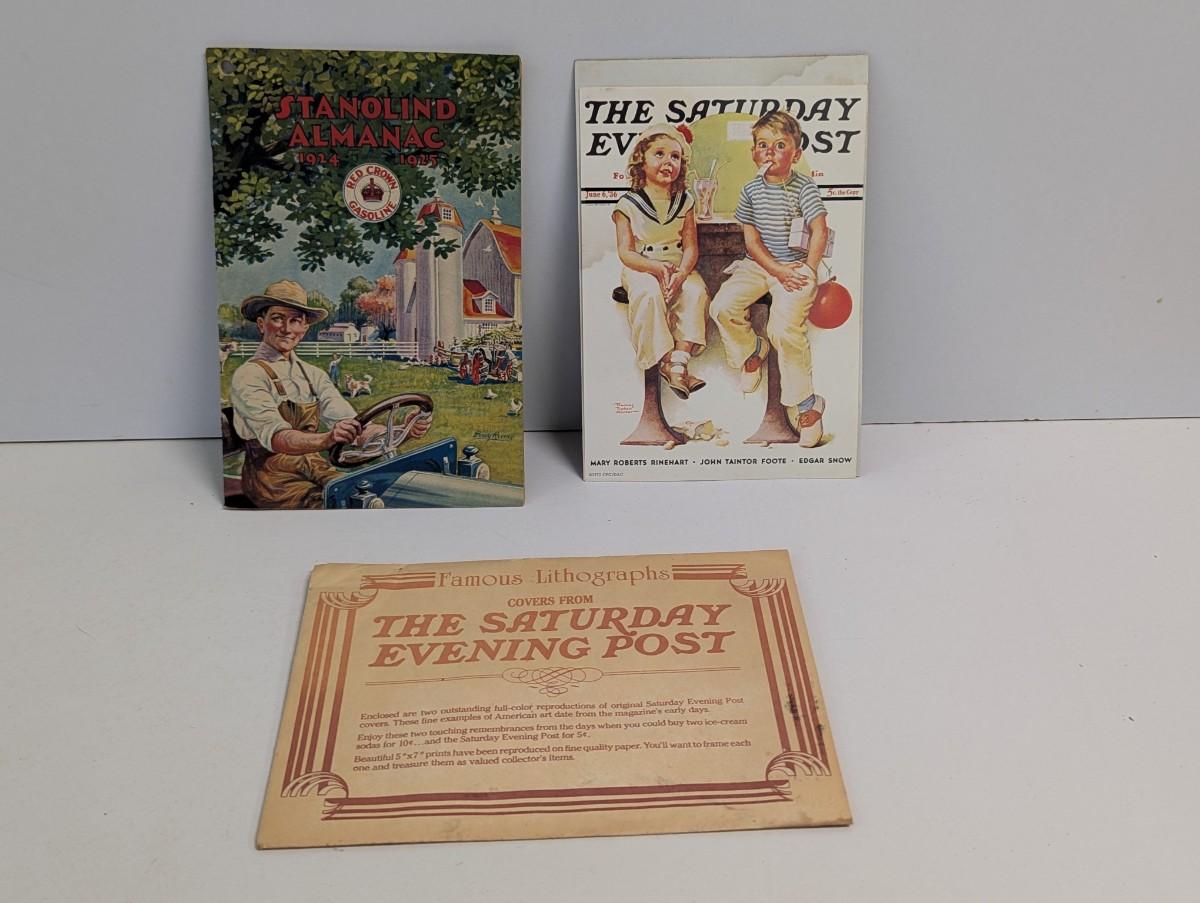 STANOLIND
ALMANAC
1924 1925
RED CROWN
GASOLINE
THE SATURDAY
EV POST
Fo
June 6, '36
5c. the Copy
MARY ROBERTS RINEHART • JOHN TAINTOR FOOTE • EDGAR SNOW
Famous Lithographs
COVERS FROM
THE SATURDAY
EVENING POST
Enclosed are two outstanding full-color reproductions of original Saturday Evening Post
covers. These fine examples of American art date from the magazine's early days.
Enjoy these two touching remembrances from the days when you could buy two ice-cream
sodas for 10¢...and the Saturday Evening Post for 5¢.
Beautiful 5"x7" prints have been reproduced on fine quality paper. You'll want to frame each
one and treasure them as valued collector's items.